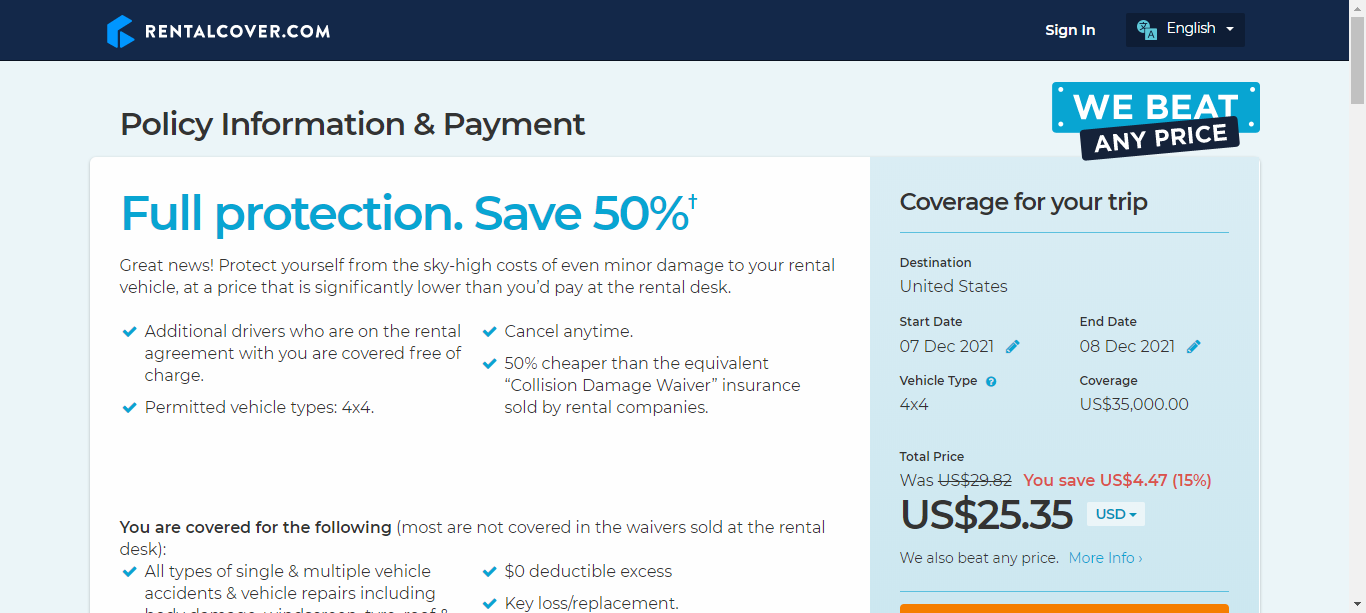 RENTALCOVER.COM
Sign In
English
Policy Information & Payment
WE BEAT
ANY PRICE
Full protection. Save 50%†
Great news! Protect yourself from the sky-high costs of even minor damage to your rental
vehicle, at a price that is significantly lower than you’d pay at the rental desk.
Additional drivers who are on the rental
agreement with you are covered free of
charge.
Permitted vehicle types: 4x4.
Cancel anytime.
50% cheaper than the equivalent
“Collision Damage Waiver” insurance
sold by rental companies.
You are covered for the following (most are not covered in the waivers sold at the rental
desk):
All types of single & multiple vehicle
accidents & vehicle repairs including
body damage, windscreen, tyre, roof &
$0 deductible excess
Key loss/replacement.
Coverage for your trip
Destination
United States
Start Date
07 Dec 2021
End Date
08 Dec 2021
Vehicle Type ?
4x4
Coverage
US$35,000.00
Total Price
Was US$29.82 You save US$4.47 (15%)
US$25.35 USD
We also beat any price. More Info ›